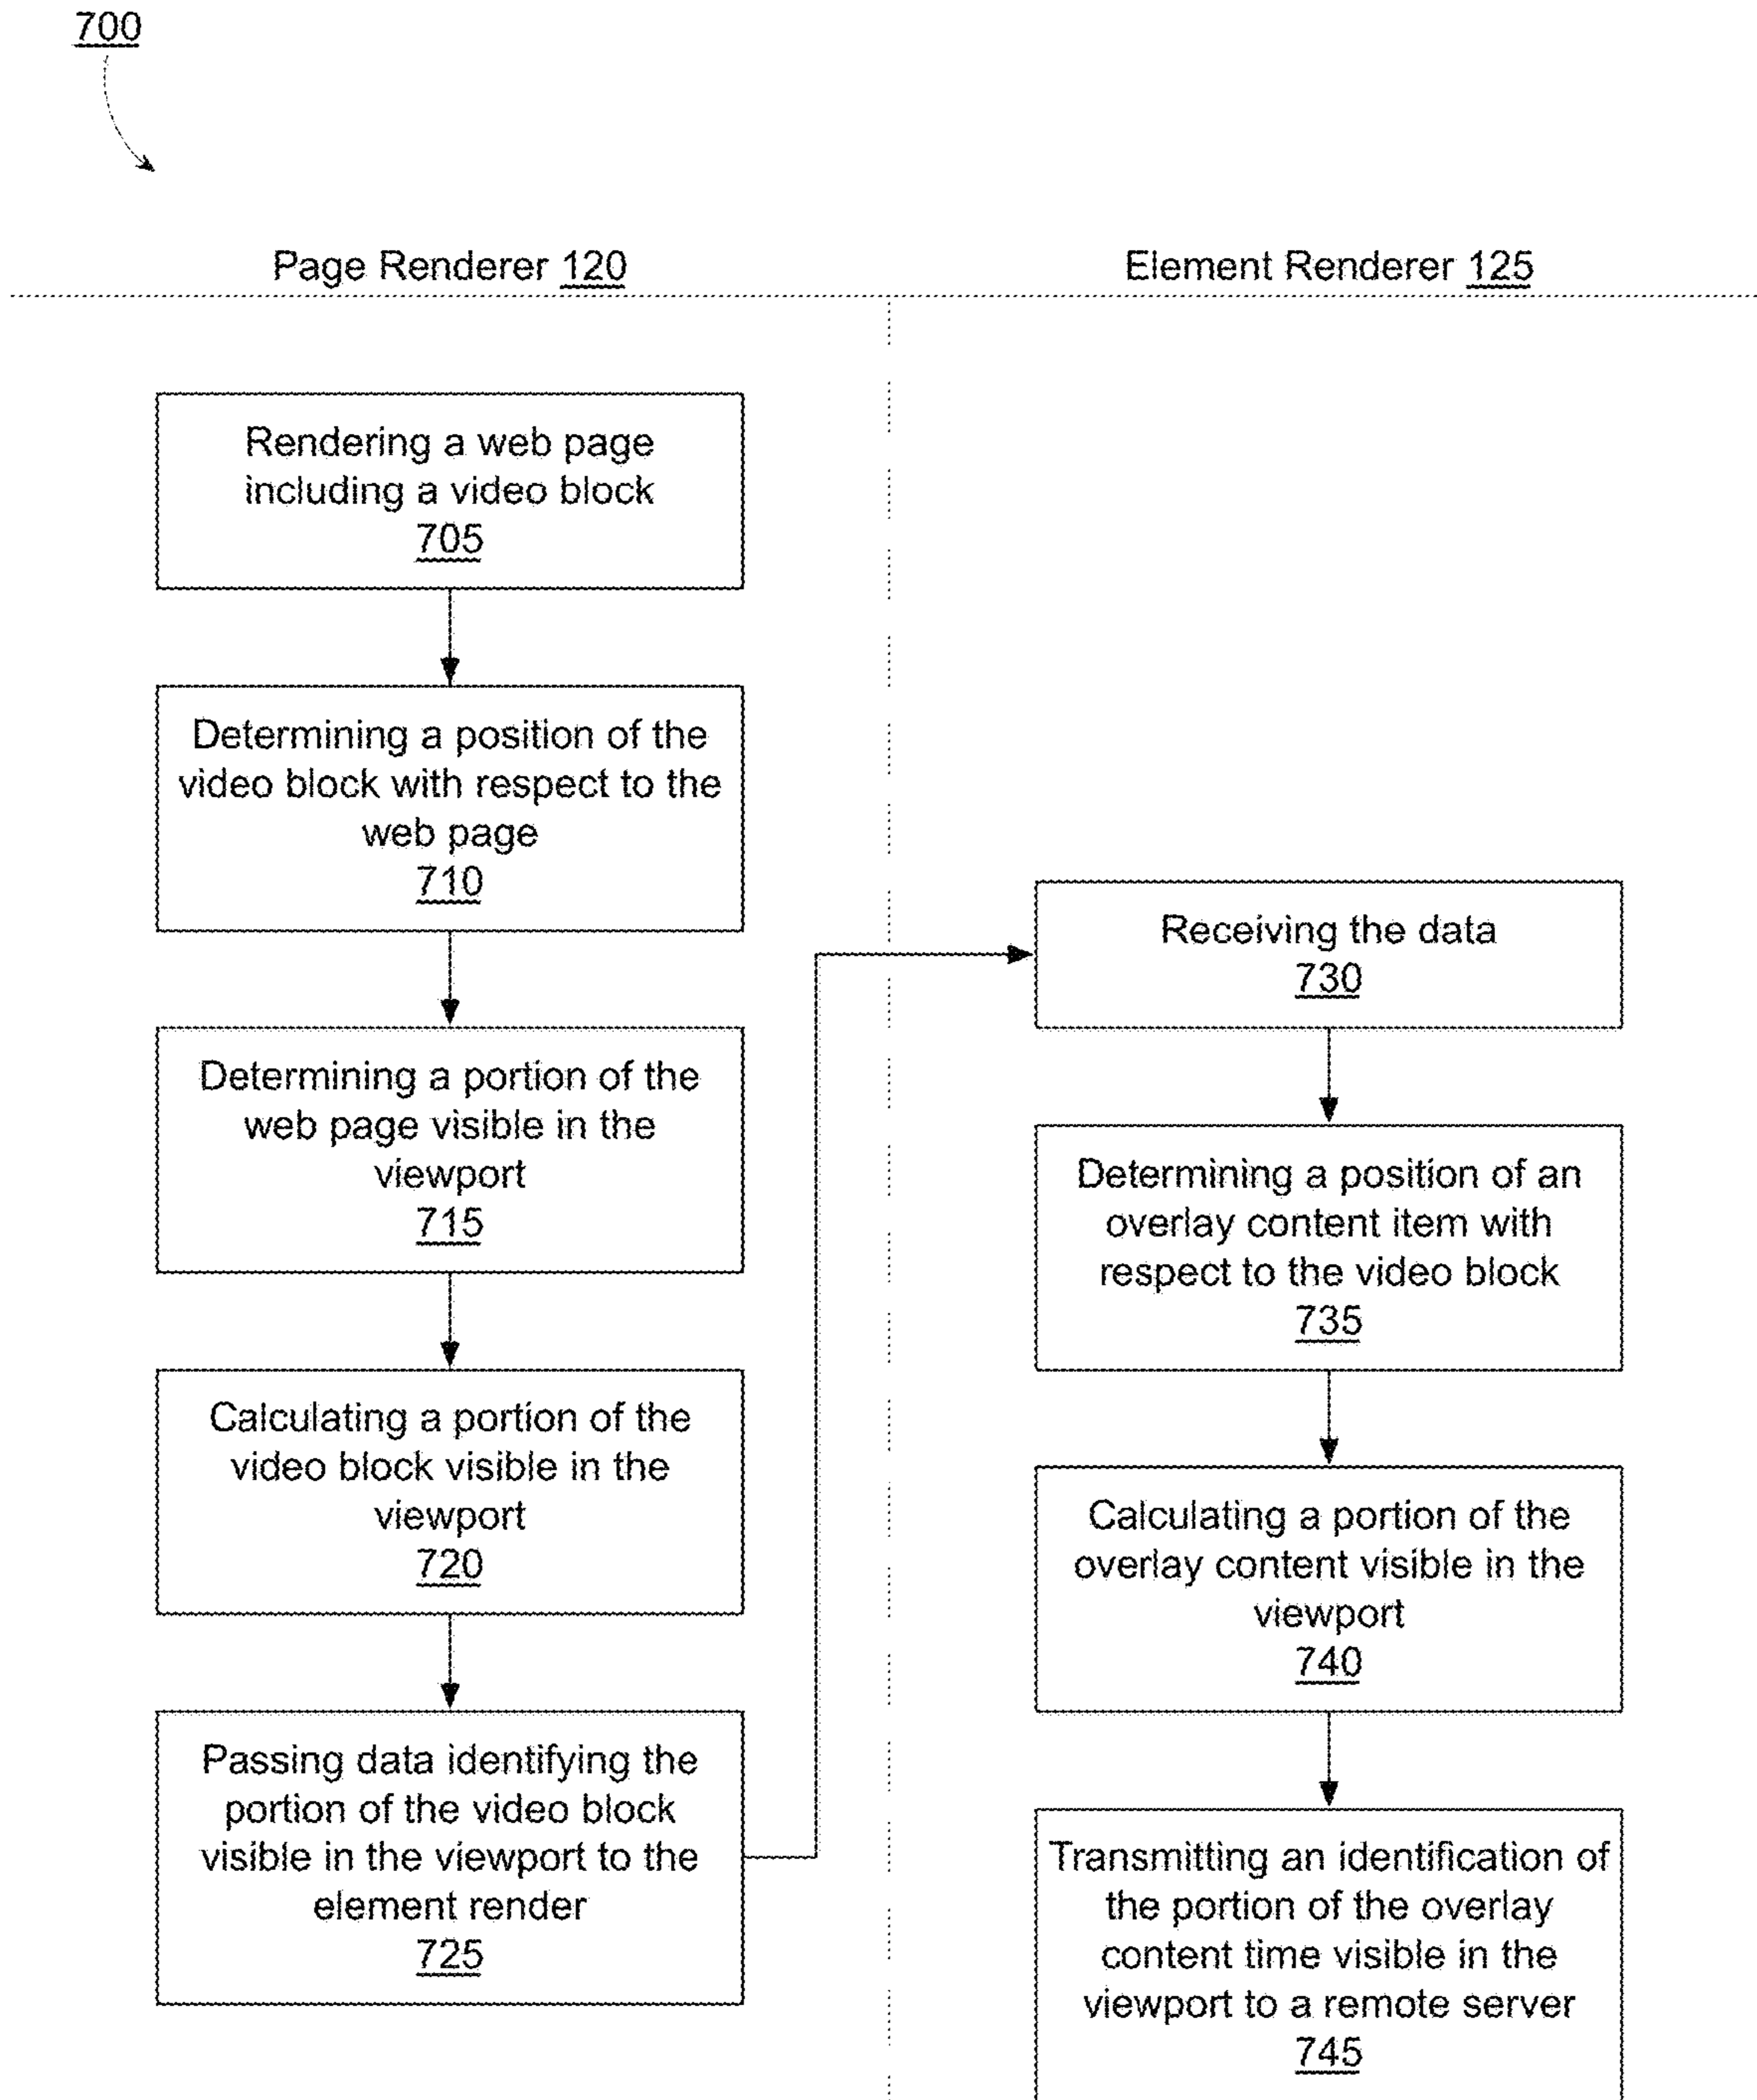 700
Page Renderer 120
Element Renderer 125
Rendering a web page
including a video block
705
Determining a position of the
video block with respect to the
web page
710
Determining a portion of the
web page visible in the
viewport
715
Calculating a portion of the
video block visible in the
viewport
720
Passing data identifying the
portion of the video block
visible in the viewport to the
element render
725
Receiving the data
730
Determining a position of an
overlay content item with
respect to the video block
735
Calculating a portion of the
overlay content visible in the
viewport
740
Transmitting an identification of
the portion of the overlay
content time visible in the
viewport to a remote server
745